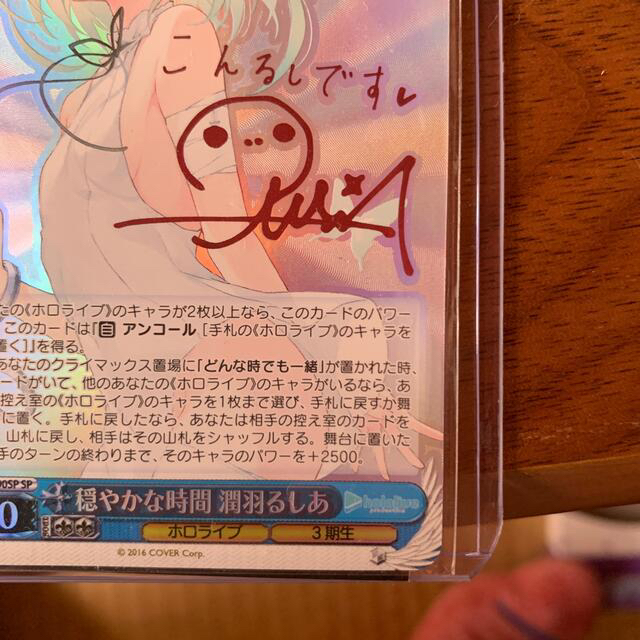 こんるしです
たの《ホロライブ》のキャラが2枚以上なら、このカードのパワー
、このカードは「自 アンコール [手札の《ホロライブ》のキャラを
置く]」を得る。
あなたのクライマックス置場に「どんな時でも一緒」が置かれた時、
ードがいて、他のあなたの《ホロライブ》のキャラがいるなら、あ
控え室の《ホロライブ》のキャラを1枚まで選び、手札に戻すか舞
に置く。手札に戻したなら、あなたは相手の控え室のカードを
、山札に戻し、相手はその山札をシャッフルする。舞台に置いた
手のターンの終わりまで、そのキャラのパワーを+2500。
90SP SP
0
穏やかな時間 潤羽るしあ
hololive production
ホロライブ
3期生
© 2016 COVER Corp.